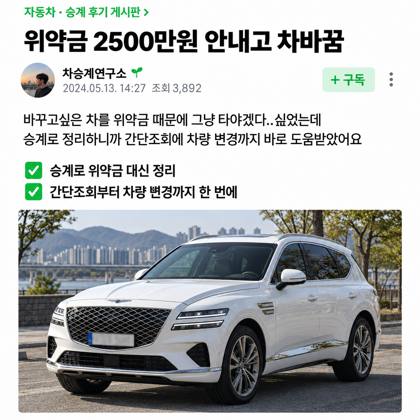 자동차 · 승계 후기 게시판 >
위약금 2500만원 안내고 차바꿈
차승계연구소
2024.05.13. 14:27 조회 3,892
+ 구독
바꾸고싶은 차를 위약금 때문에 그냥 타야겠다..싶었는데
승계로 정리하니까 간단조회에 차량 변경까지 바로 도움받았어요
승계로 위약금 대신 정리
간단조회부터 차량 변경까지 한 번에